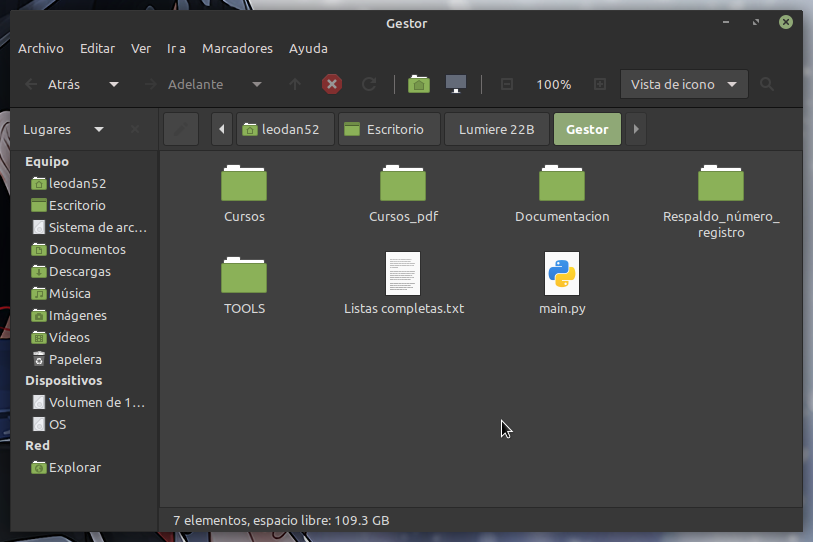 Gestor
Archivo Editar Ver Ir a Marcadores Ayuda
Atrás Adelante 100% Vista de icono
Lugares leodan52 Escritorio Lumiere 22B Gestor
Equipo
leodan52
Escritorio
Sistema de arc...
Documentos
Descargas
Música
Imágenes
Vídeos
Papelera
Dispositivos
Volumen de 1...
OS
Red
Explorar
Cursos Cursos_pdf Documentacion Respaldo_número_
registro
TOOLS Listas completas.txt main.py
7 elementos, espacio libre: 109.3 GB